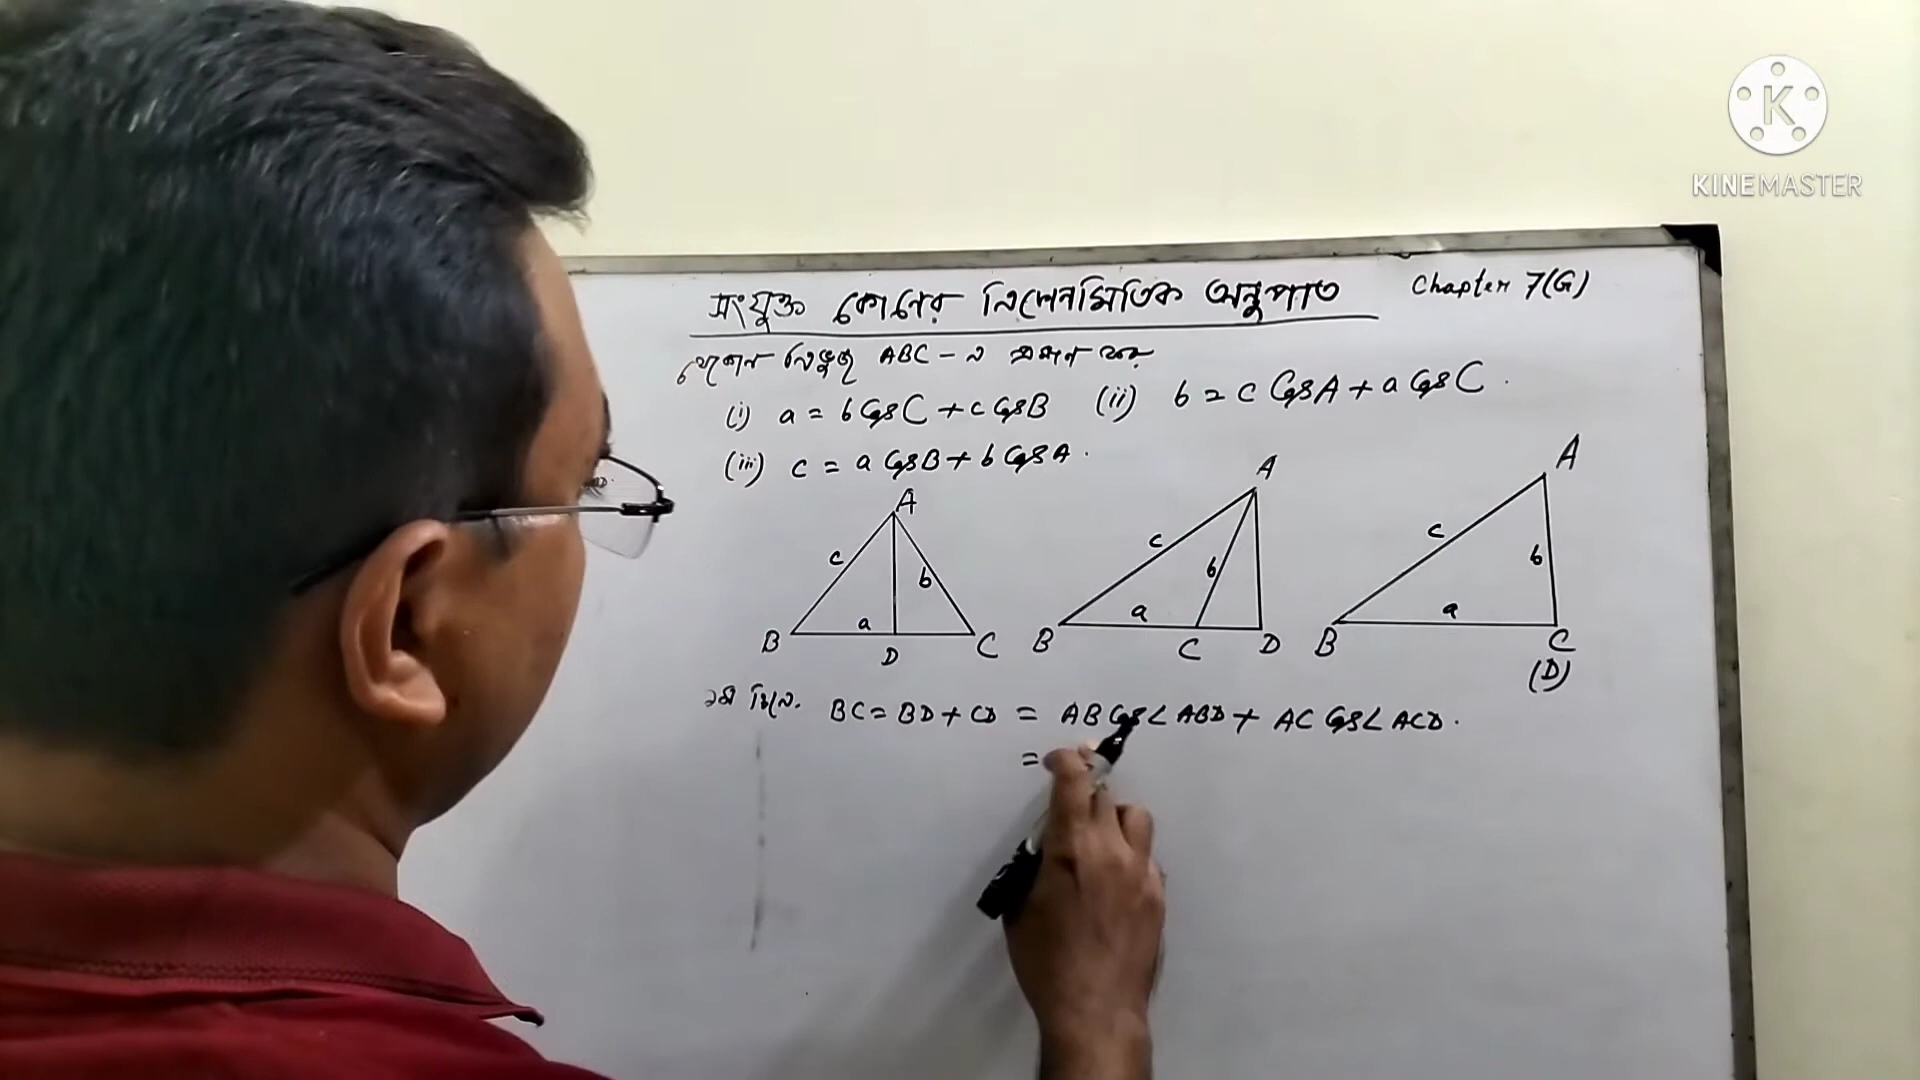 KINEMASTER
সংযুক্ত কোণের ত্রিকোনমিতিক অনুপাত Chapter 7(G)
যেকোন ত্রিভুজ ABC - এ প্রমাণ কর
(i) a = b Cos C + c Cos B (ii) b = c Cos A + a Cos C .
(iii) c = a Cos B + b Cos A .
A c b B a D C
A c b B a C D
A c b B a C (D)
১ম চিত্রে. BC = BD + CD = AB Cos∠ABD + AC Cos∠ACD .
=